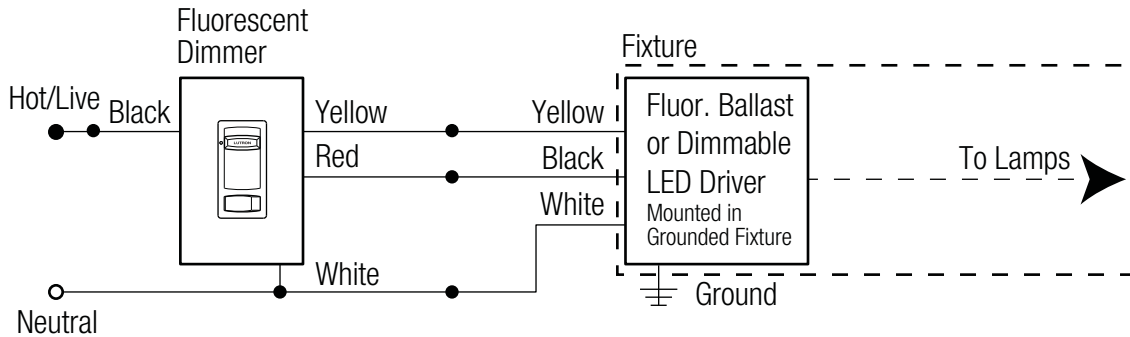 Fluorescent
Dimmer
Fixture
Hot/Live
Black
Yellow
Yellow
Fluor. Ballast
or Dimmable
LED Driver
Mounted in
Grounded Fixture
Red
Black
To Lamps
White
White
Ground
Neutral
LUTRON